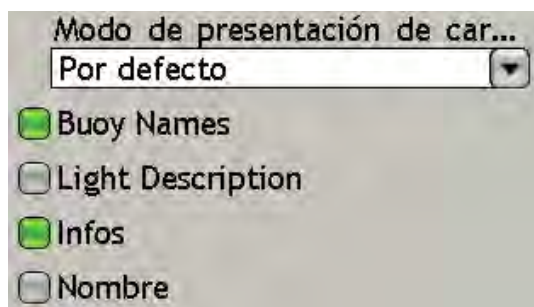 Modo de presentación de car...
Por defecto
Buoy Names
Light Description
Infos
Nombre